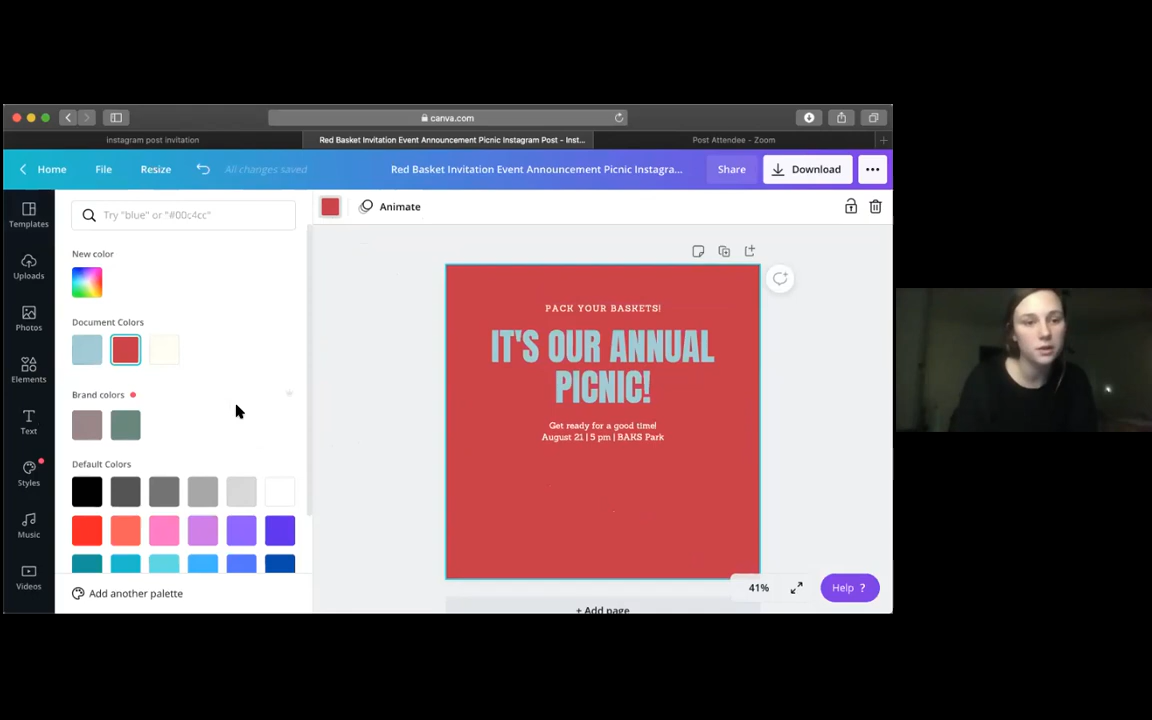 canva.com
instagram post invitation
Red Basket Invitation Event Announcement Picnic Instagram Post - Inst...
Post Attendee - Zoom
Home
File
Resize
All changes saved
Red Basket Invitation Event Announcement Picnic Instagra...
Share
Download
Templates
Try "blue" or "#00c4cc"
Animate
New color
Uploads
Document Colors
Photos
Elements
Brand colors
Text
Default Colors
Styles
Music
Videos
Add another palette
PACK YOUR BASKETS!
IT'S OUR ANNUAL
PICNIC!
Get ready for a good time!
August 21 | 5 pm | BAKS Park
41%
Help ?
+ Add page